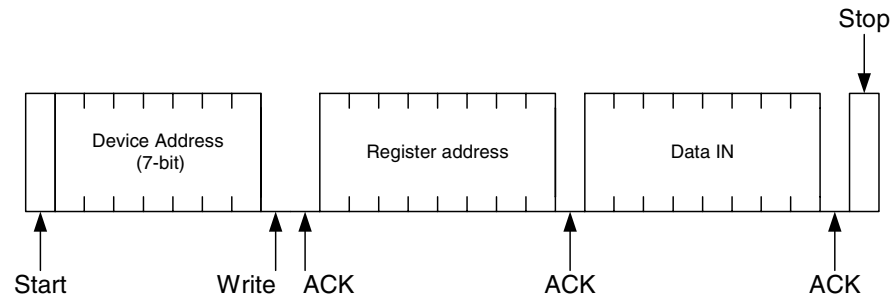 Stop
Device Address
(7-bit)
Register address
Data IN
Start
Write
ACK
ACK
ACK